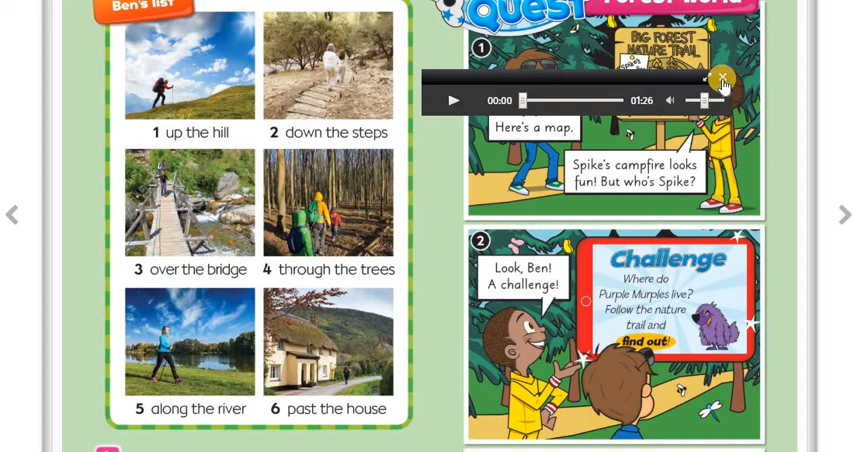 Ben's list
1 up the hill
2 down the steps
3 over the bridge
4 through the trees
5 along the river
6 past the house
Quest
Forest World
1
BIG FOREST
NATURE TRAIL
00:00
01:26
Here's a map.
Spike's campfire looks
fun! But who's Spike?
2
Look, Ben!
A challenge!
Challenge
Where do
Purple Murples live?
Follow the nature
trail and
find out!